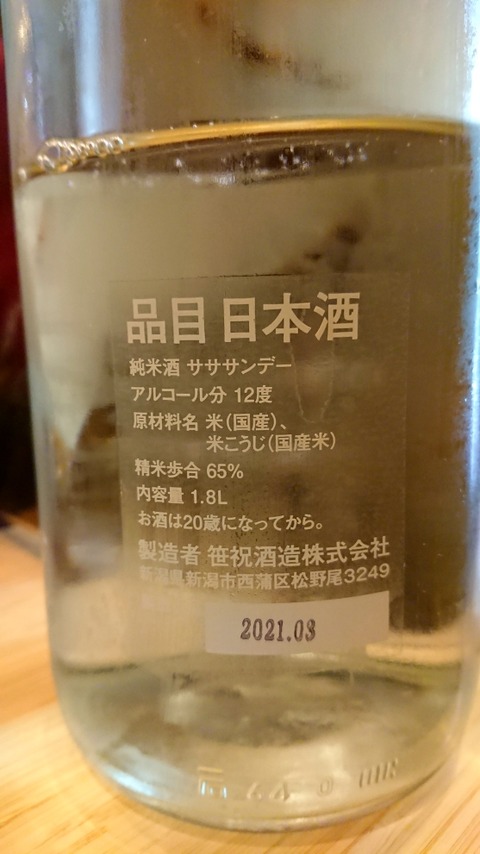 品目 日本酒
純米酒 サササンデー
アルコール分 12度
原材料名 米(国産)、
米こうじ(国産米)
精米歩合 65%
内容量 1.8L
お酒は20歳になってから。
製造者 笹祝酒造株式会社
新潟県新潟市西蒲区松野尾3249
2021.03